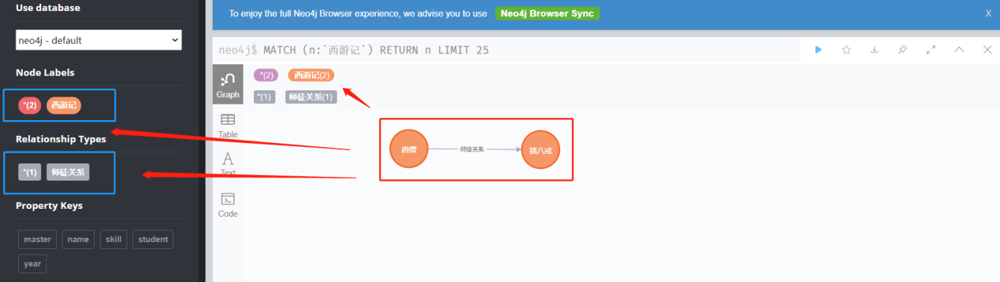 Use database
neo4j - default
Node Labels
*(2) 西游记
Relationship Types
*(1) 师徒关系
Property Keys
master name skill student
year
To enjoy the full Neo4j Browser experience, we advise you to use Neo4j Browser Sync X
neo4j$ MATCH (n:`西游记`) RETURN n LIMIT 25
Graph
Table
Text
Code
*(2) 西游记(2)
*(1) 师徒关系(1)
唐僧 师徒关系 猪八戒